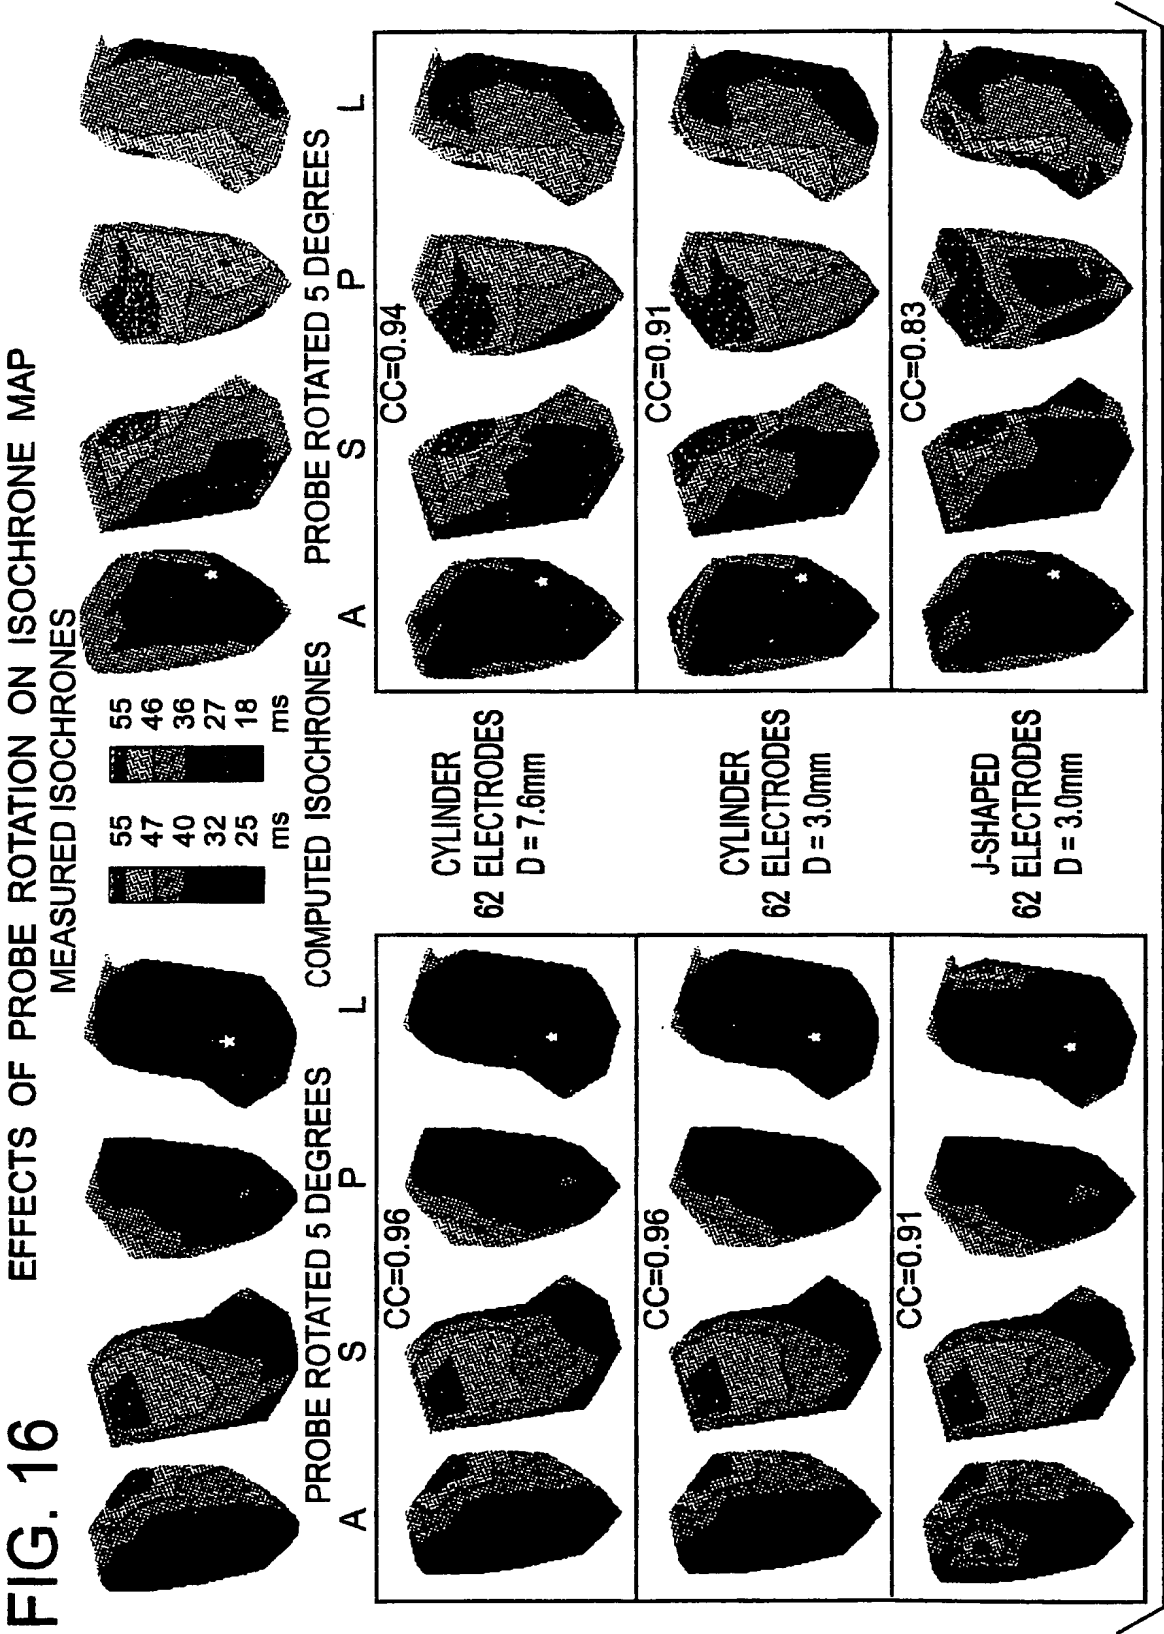 FIG. 16
EFFECTS OF PROBE ROTATION ON ISOCHRONE MAP
MEASURED ISOCHRONES
55
47
40
32
25
ms
55
46
36
27
18
ms
COMPUTED ISOCHRONES
PROBE ROTATED 5 DEGREES
A S P L
PROBE ROTATED 5 DEGREES
A S P L
CC=0.96
CYLINDER
62 ELECTRODES
D = 7.6mm
CC=0.94
CC=0.96
CYLINDER
62 ELECTRODES
D = 3.0mm
CC=0.91
CC=0.91
J-SHAPED
62 ELECTRODES
D = 3.0mm
CC=0.83